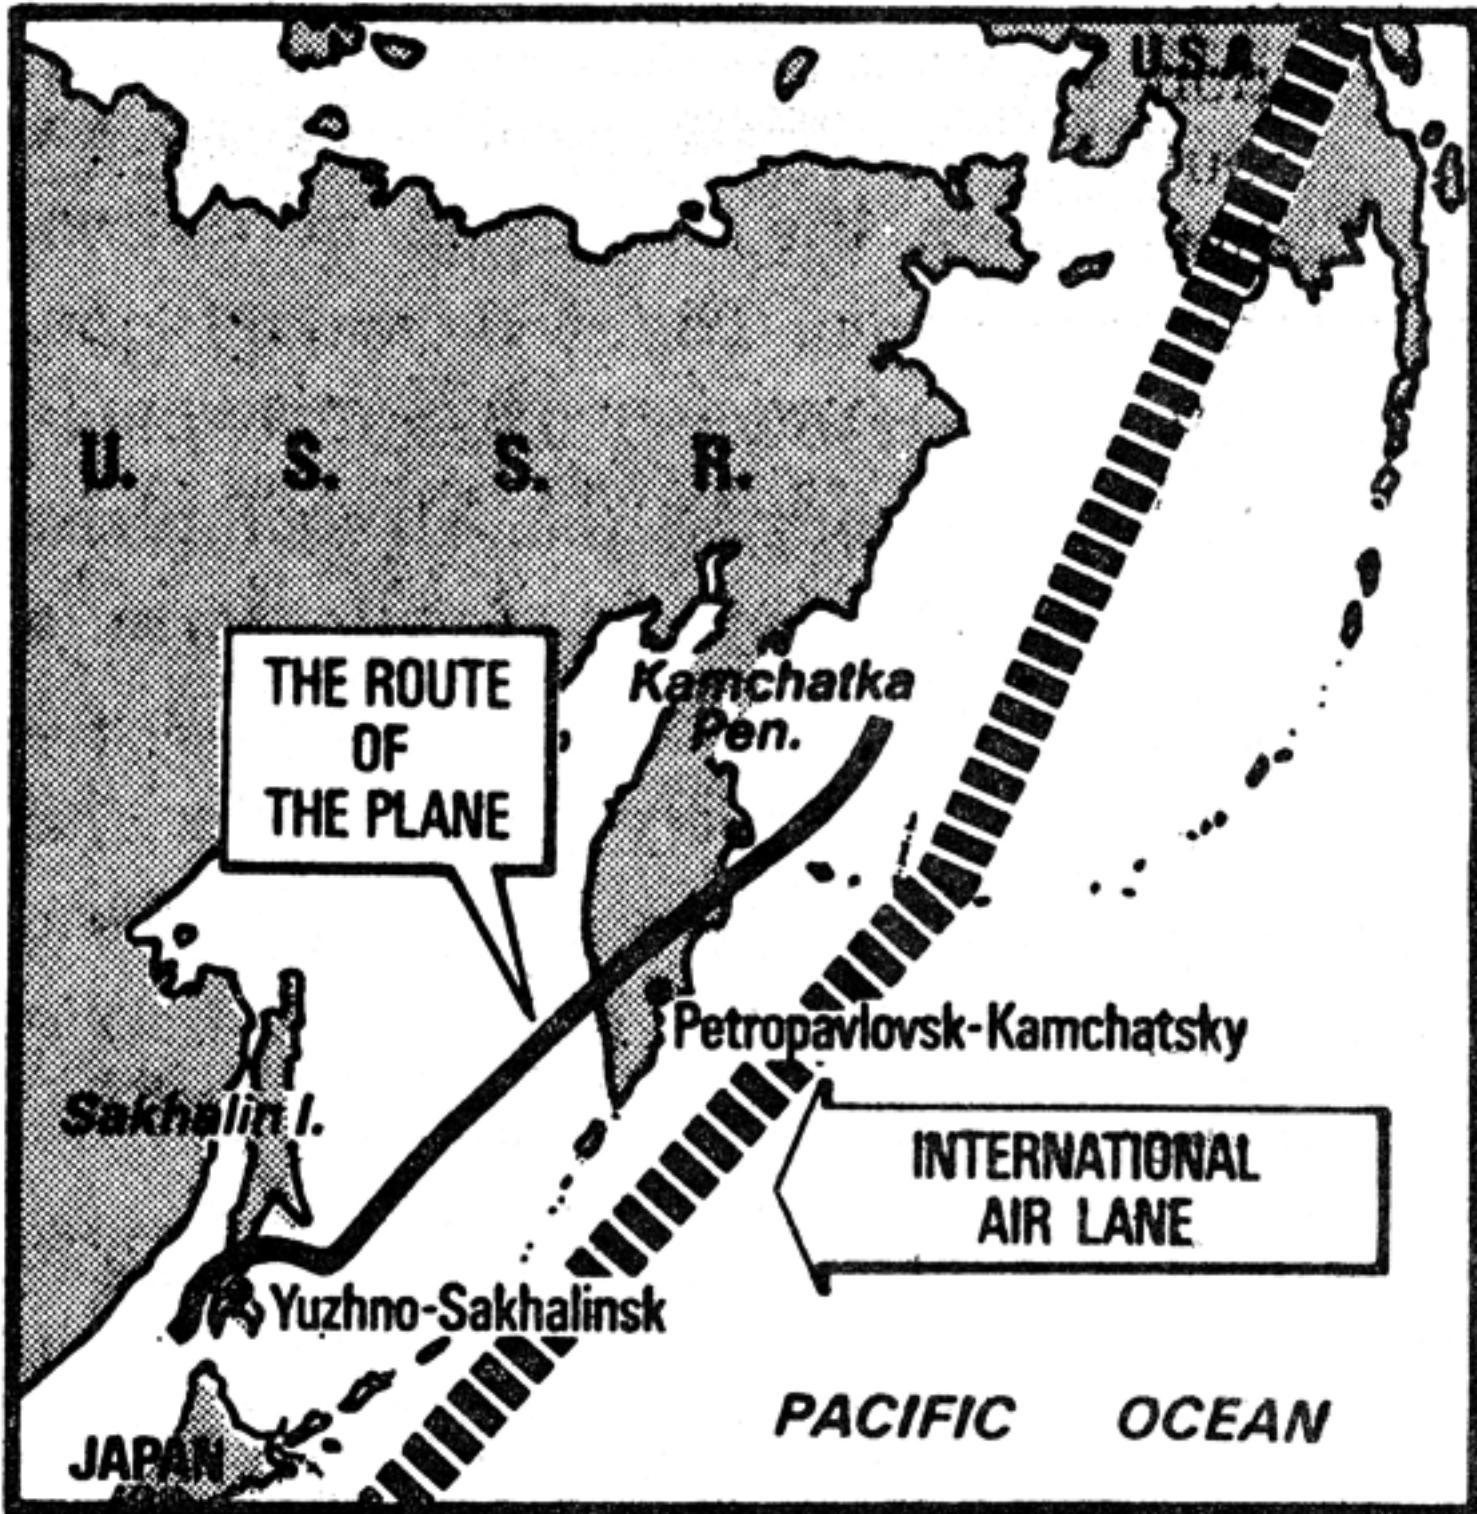 U.S.A.
U. S. S. R.
THE ROUTE
OF
THE PLANE
Kamchatka
Pen.
Petropavlovsk-Kamchatsky
Sakhalin I.
INTERNATIONAL
AIR LANE
Yuzhno-Sakhalinsk
PACIFIC OCEAN
JAPAN